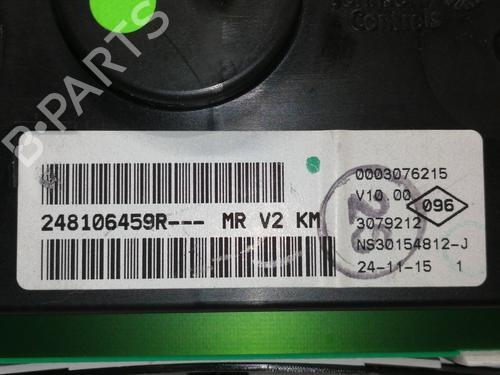 Controls
B-PARTS
248106459R--- MR V2 KM
0003076215
V10.00
096
3079212
NS30154812-J
24-11-15 1